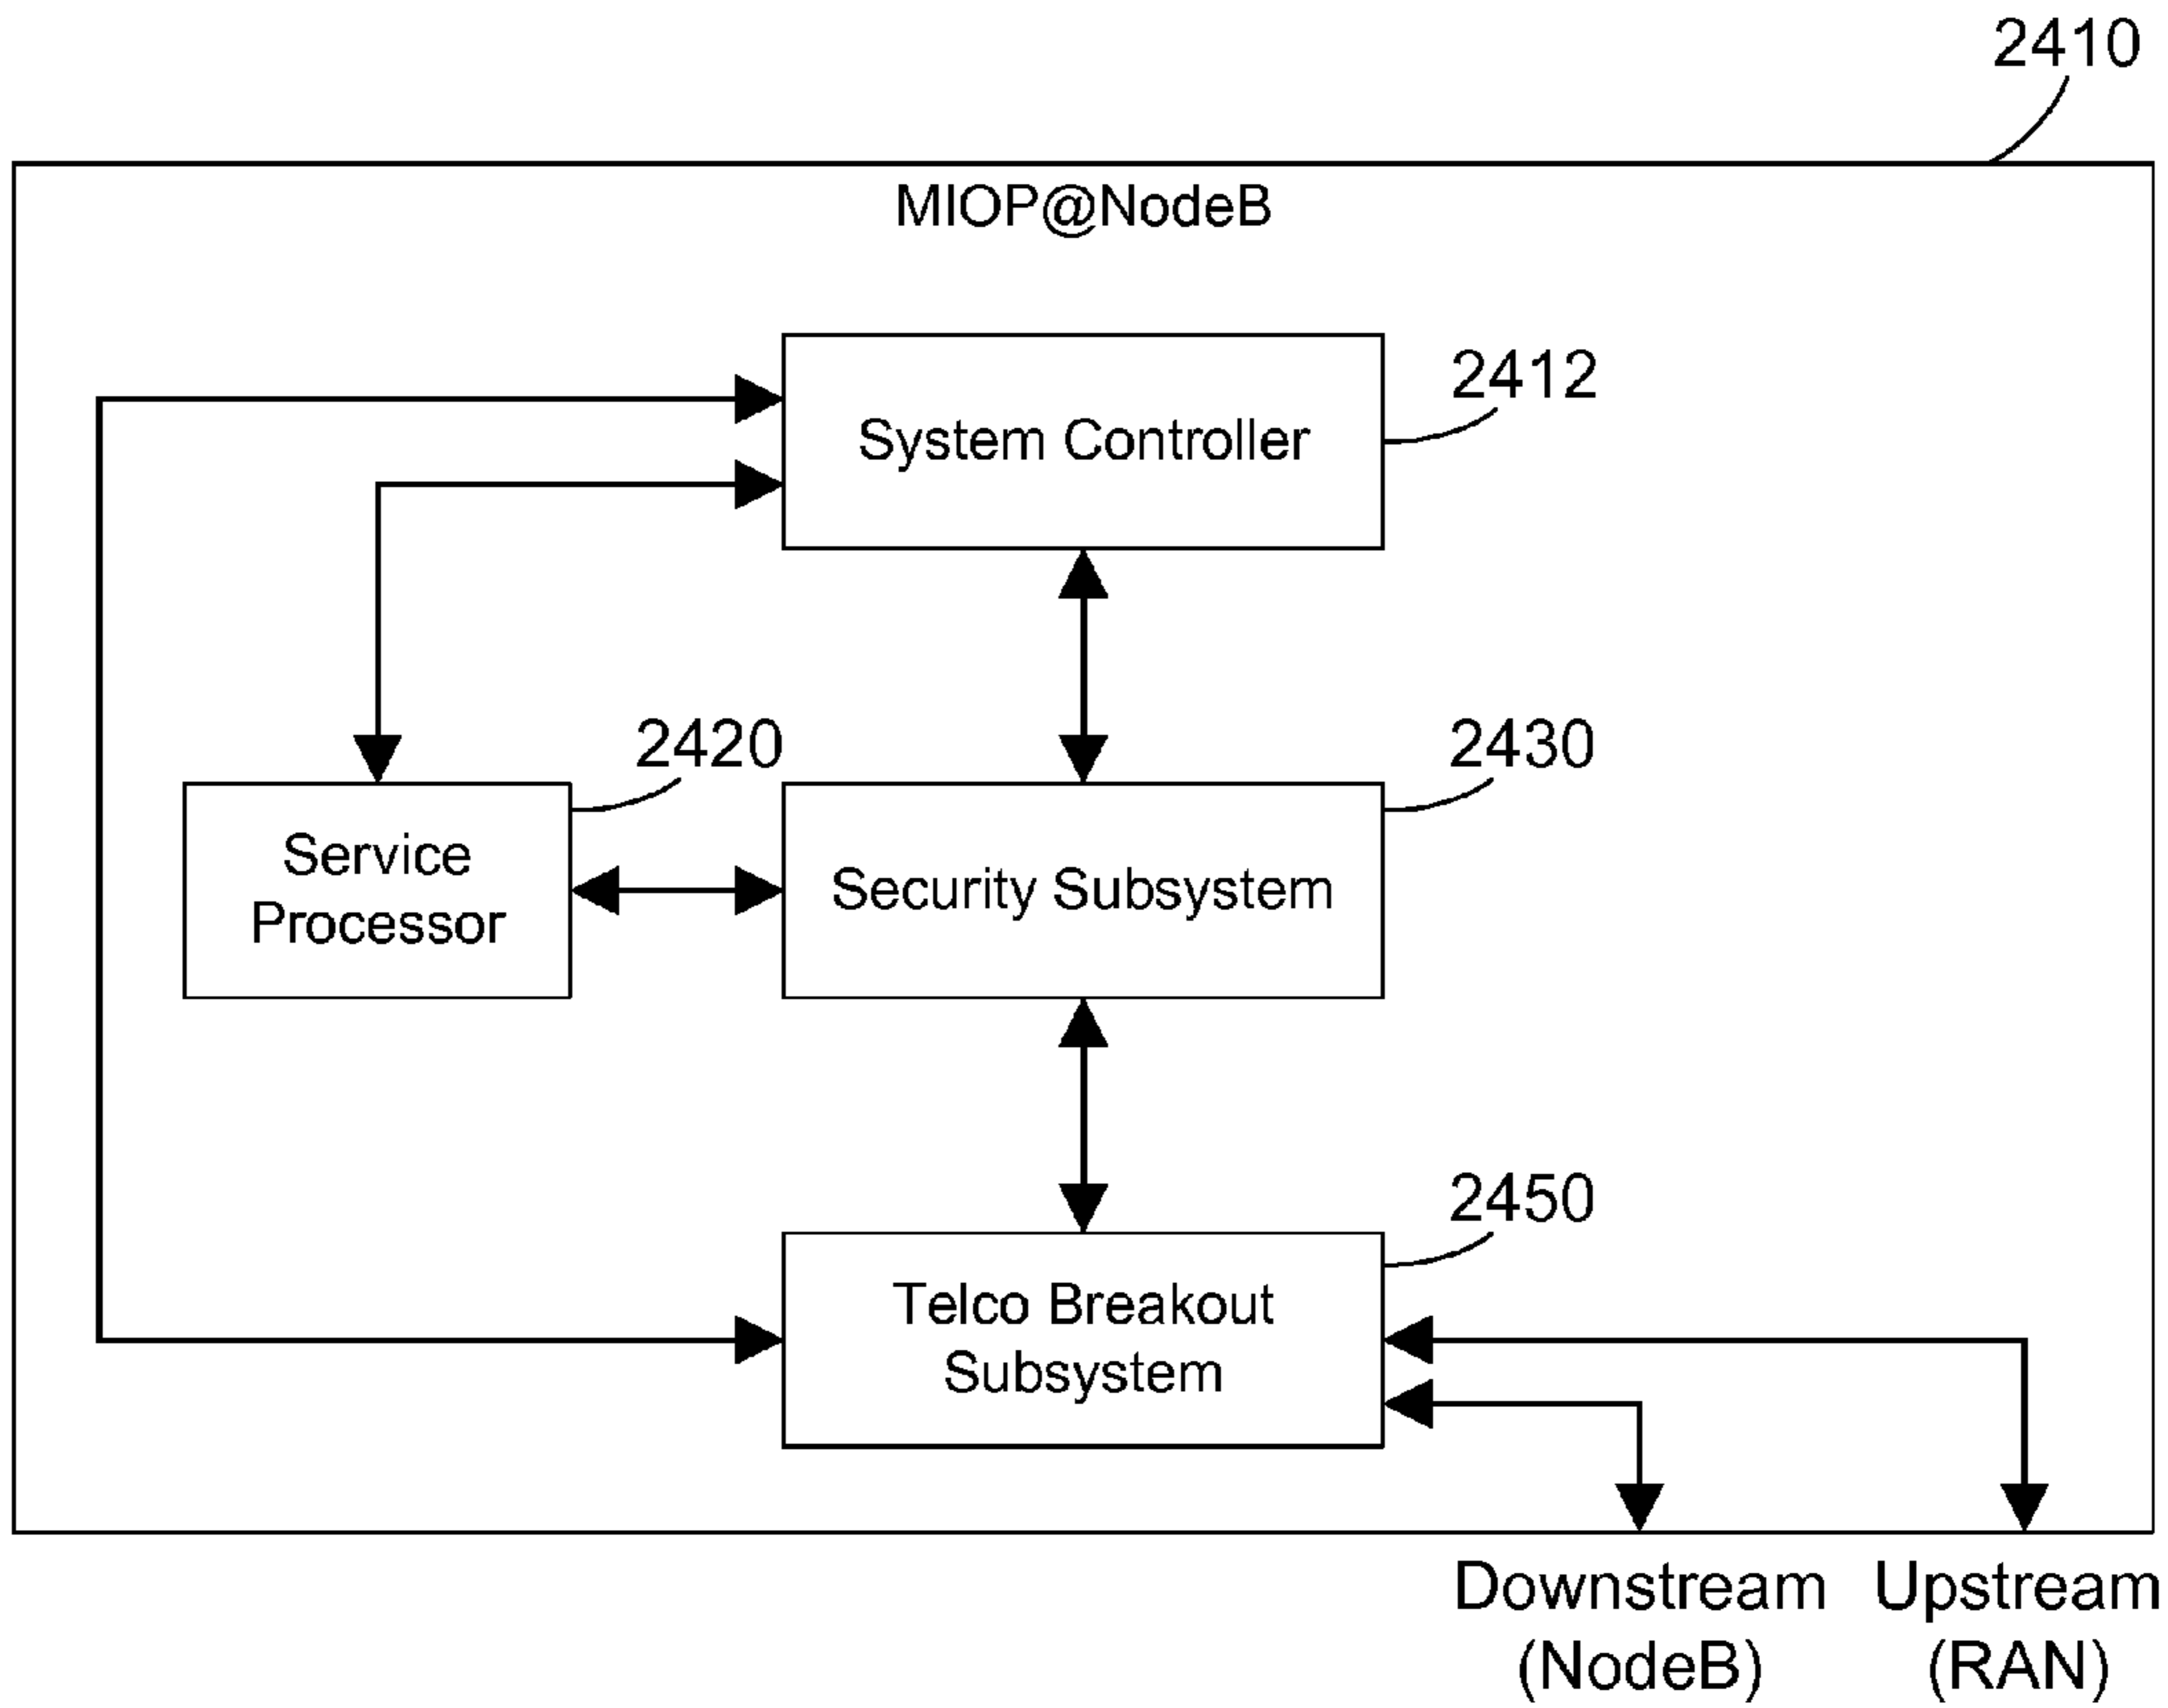 2410
MIOP@NodeB
System Controller
2412
2420
2430
Service
Processor
Security Subsystem
2450
Telco Breakout
Subsystem
Downstream
(NodeB)
Upstream
(RAN)